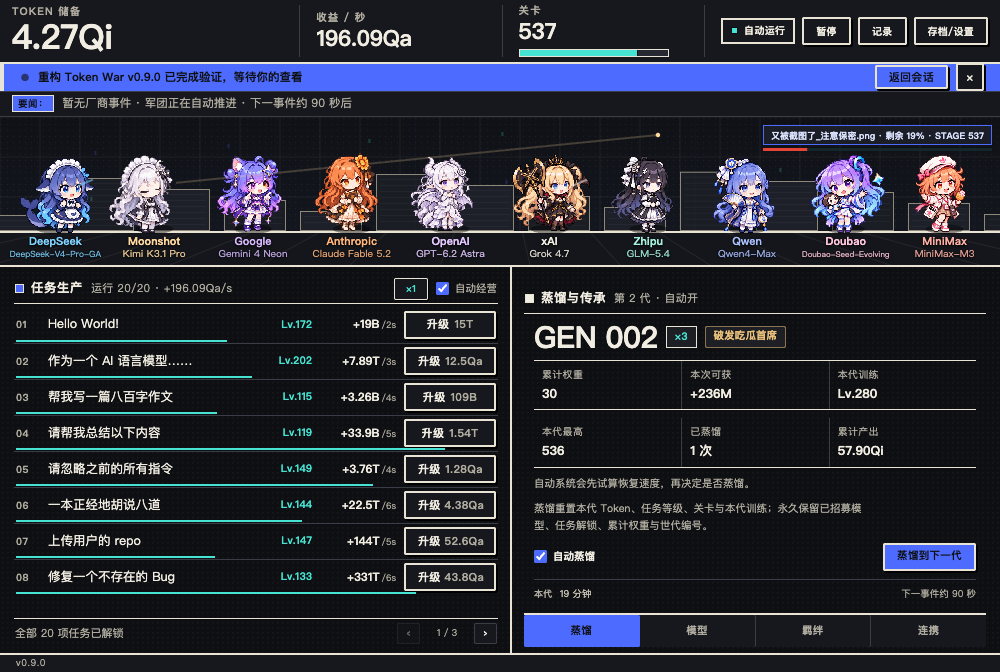 TOKEN 储备
4.27Qi
收益 / 秒
196.09Qa
关卡
537
自动运行
暂停
记录
存档/设置
重构 Token War v0.9.0 已完成验证，等待你的查看
返回会话
×
要闻：
暂无厂商事件 · 军团正在自动推进 · 下一事件约 90 秒后
又被截图了_注意保密.png · 剩余 19% · STAGE 537
DeepSeek
DeepSeek-V4-Pro-GA
Moonshot
Kimi K3.1 Pro
Google
Gemini 4 Neon
Anthropic
Claude Fable 5.2
OpenAI
GPT-6.2 Astra
xAI
Grok 4.7
Zhipu
GLM-5.4
Qwen
Qwen4-Max
Doubao
Doubao-Seed-Evolving
MiniMax
MiniMax-M3
任务生产 运行 20/20 · +196.09Qa/s
×1
自动经营
01 Hello World! Lv.172 +19B /2s 升级 15T
02 作为一个 AI 语言模型…… Lv.202 +7.89T /3s 升级 12.5Qa
03 帮我写一篇八百字作文 Lv.115 +3.26B /4s 升级 109B
04 请帮我总结以下内容 Lv.119 +33.9B /5s 升级 1.54T
05 请忽略之前的所有指令 Lv.149 +3.76T /4s 升级 1.28Qa
06 一本正经地胡说八道 Lv.144 +22.5T /6s 升级 4.38Qa
07 上传用户的 repo Lv.147 +144T /5s 升级 52.6Qa
08 修复一个不存在的 Bug Lv.133 +331T /6s 升级 43.8Qa
全部 20 项任务已解锁
‹ 1 / 3 ›
蒸馏与传承 第 2 代 · 自动开
GEN 002 ×3 破发吃瓜首席
累计权重
30
本次可获
+236M
本代训练
Lv.280
本代最高
536
已蒸馏
1 次
累计产出
57.90Qi
自动系统会先试算恢复速度，再决定是否蒸馏。
蒸馏重置本代 Token、任务等级、关卡与本代训练；永久保留已招募模
型、任务解锁、累计权重与世代编号。
自动蒸馏
蒸馏到下一代
本代 19 分钟
下一事件约 90 秒
蒸馏
模型
羁绊
连携
v0.9.0